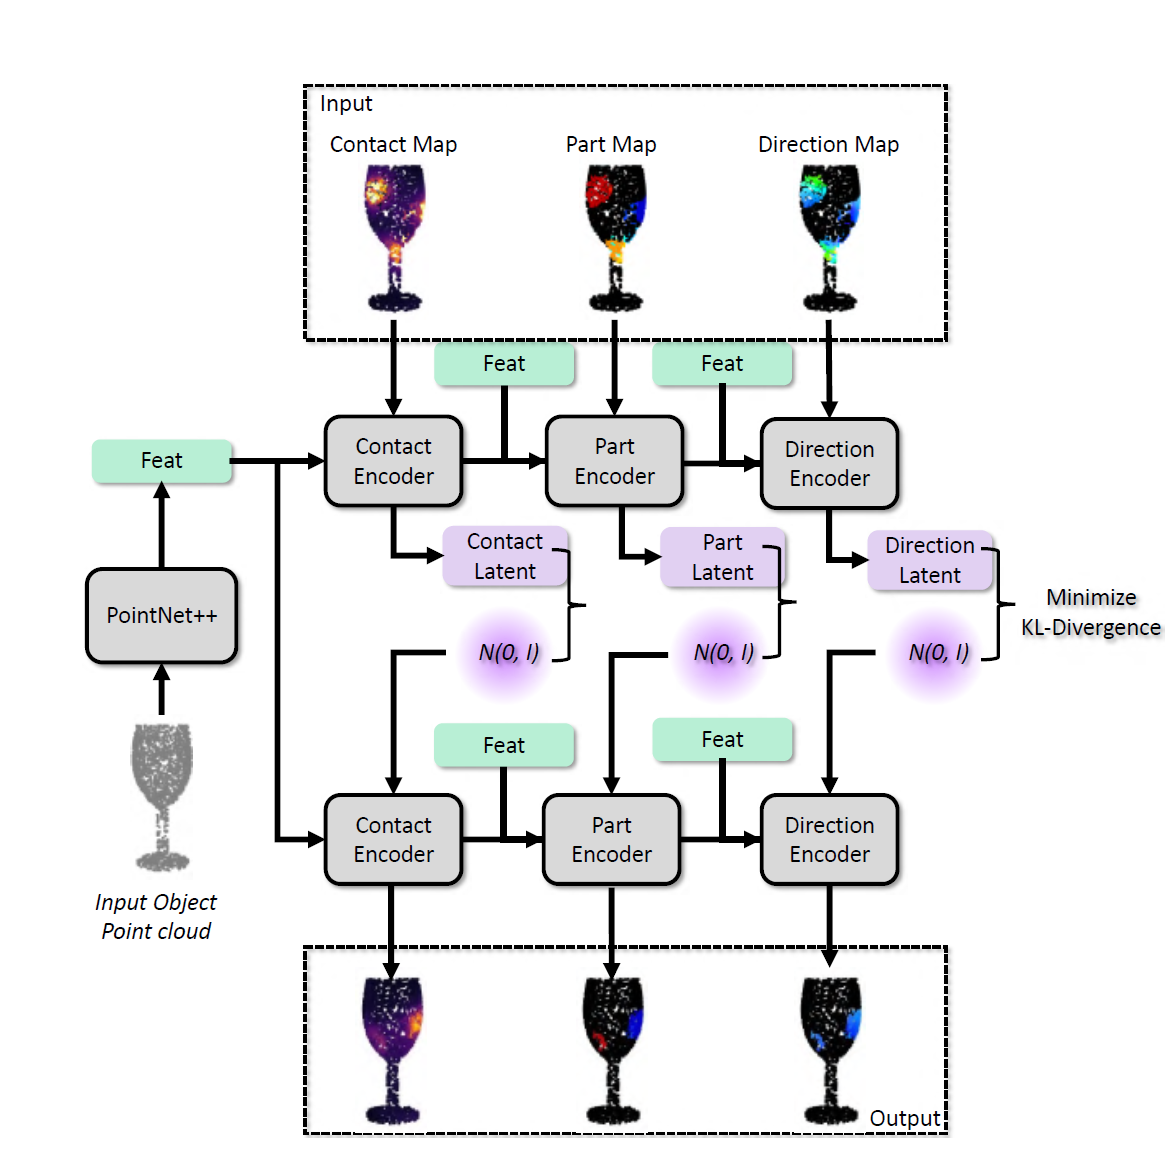 Input
Contact Map
Part Map
Direction Map
Feat
Feat
Feat
Contact
Encoder
Part
Encoder
Direction
Encoder
Contact
Latent
Part
Latent
Direction
Latent
PointNet++
N(0, I)
N(0, I)
N(0, I)
Minimize
KL-Divergence
Feat
Feat
Contact
Encoder
Part
Encoder
Direction
Encoder
Input Object
Point cloud
Output